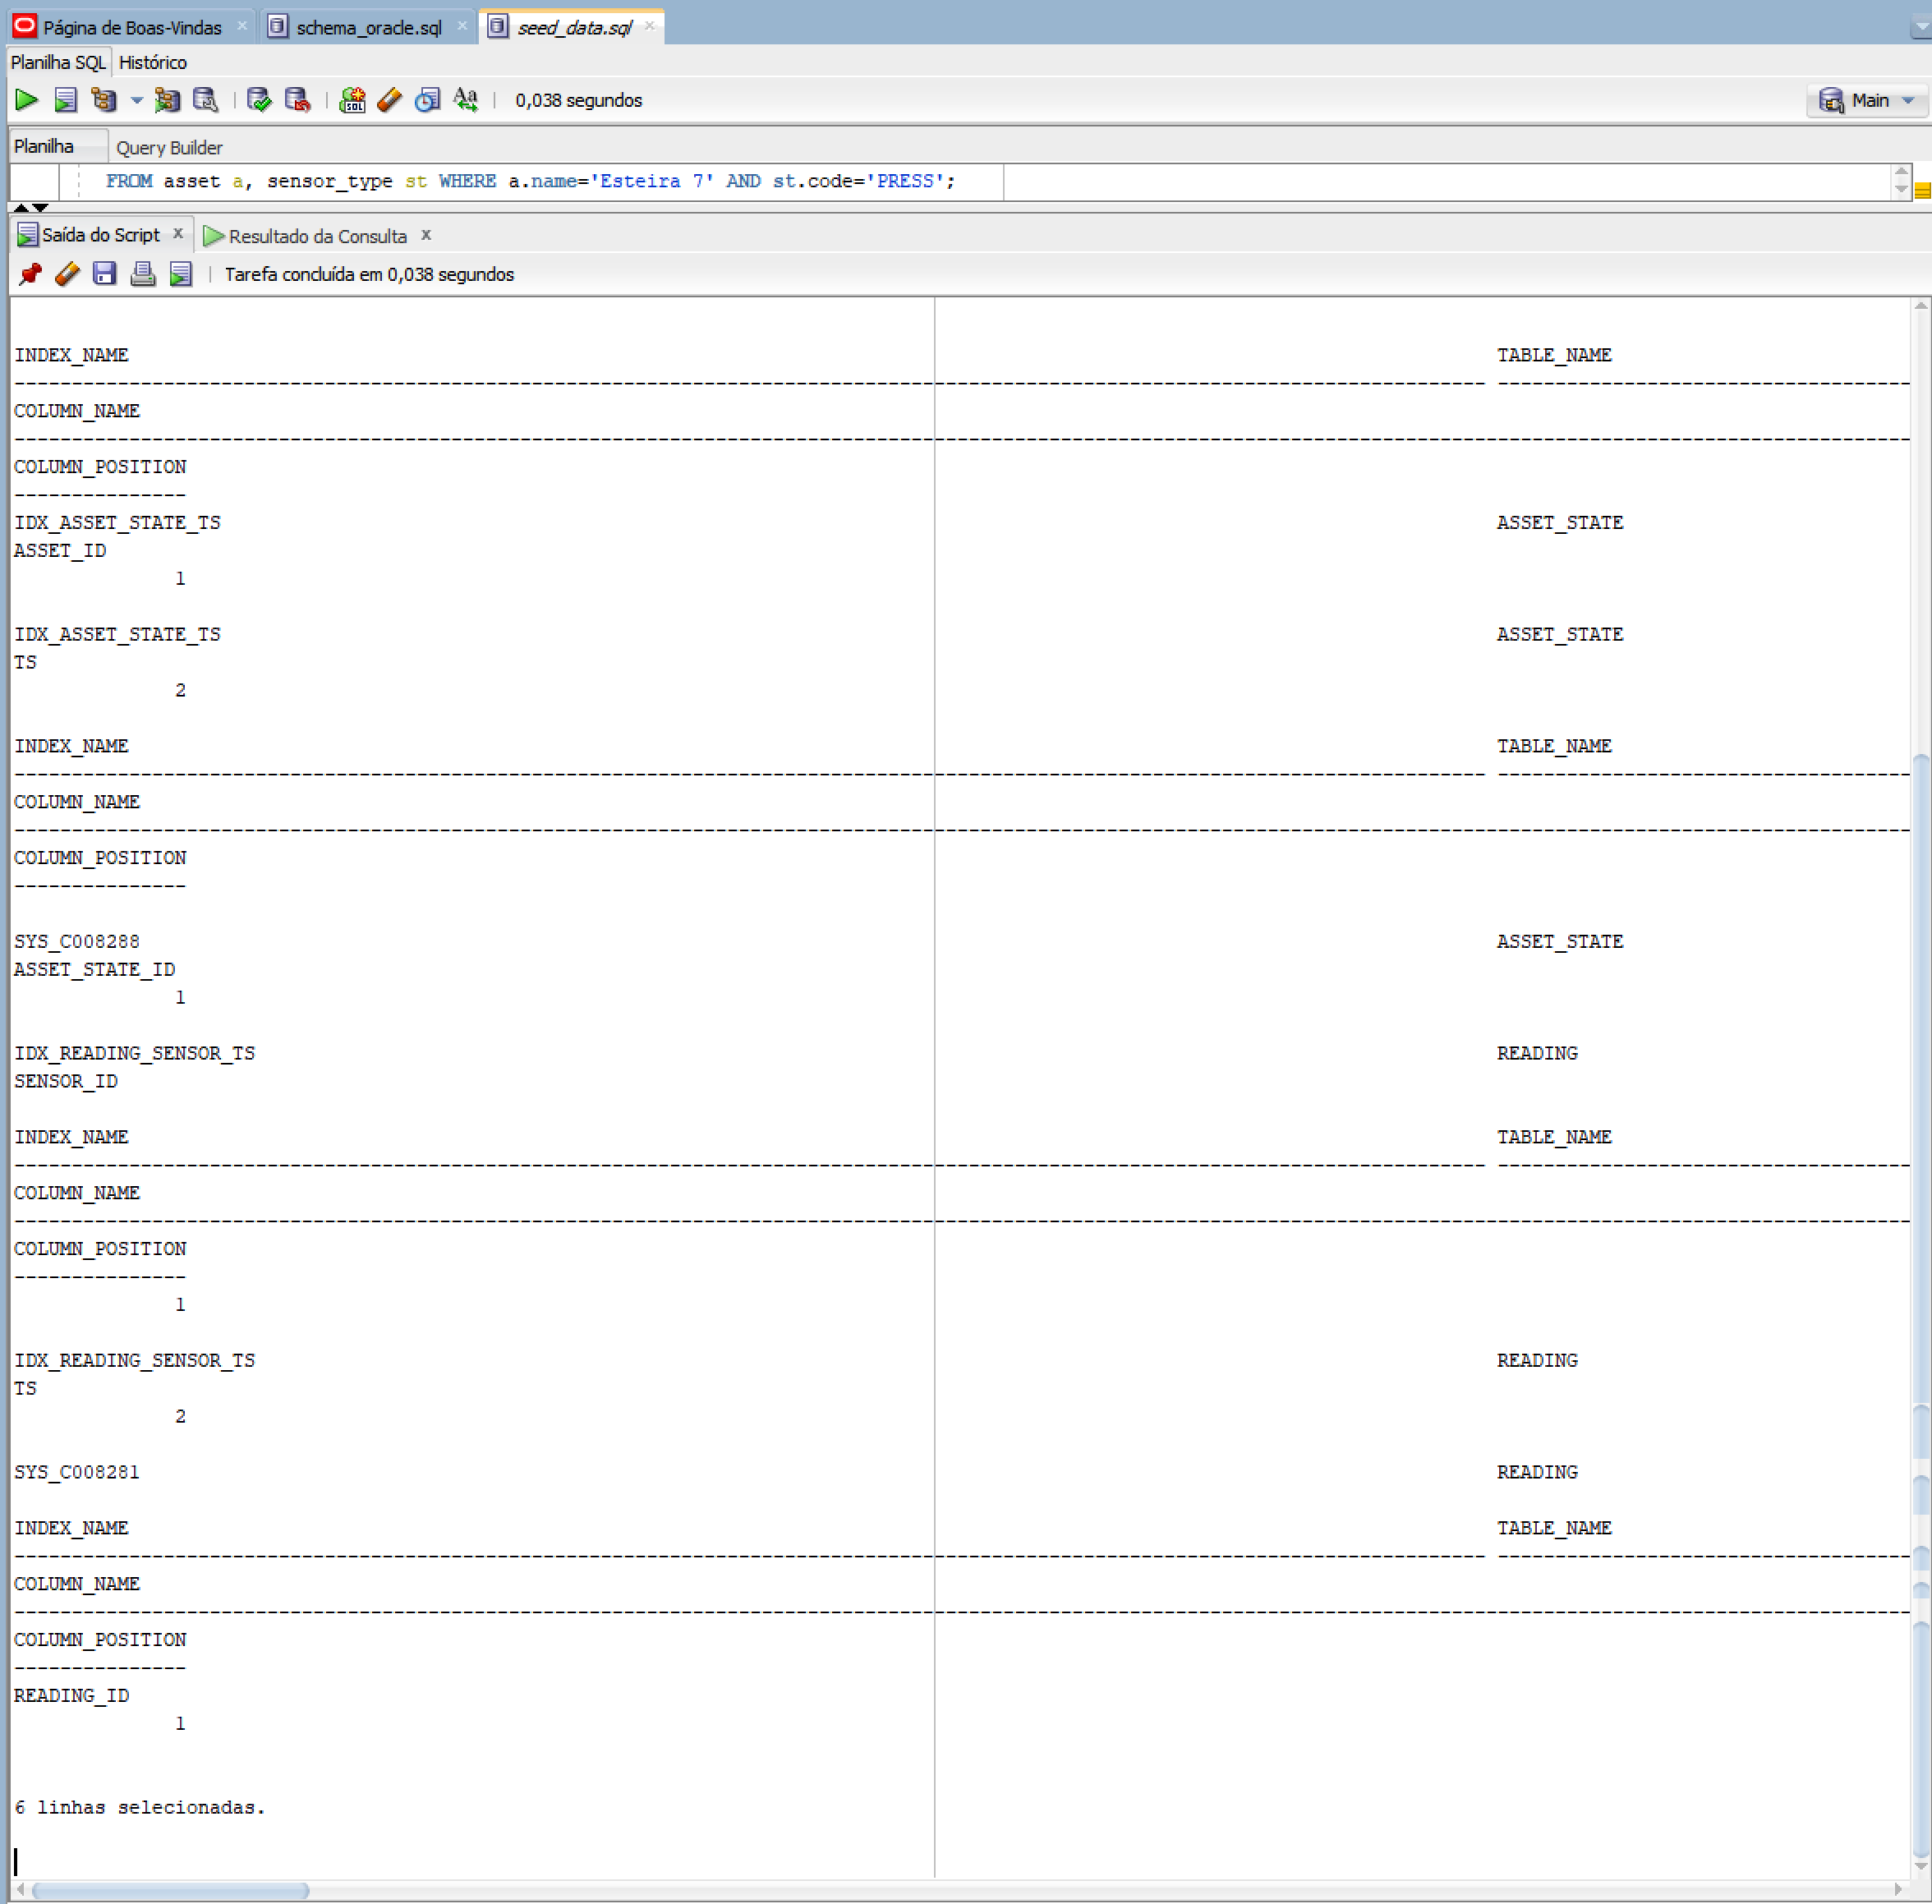 Página de Boas-Vindas schema_oracle.sql seed_data.sql
Planilha SQL Histórico
0,038 segundos Main
Planilha Query Builder
FROM asset a, sensor_type st WHERE a.name='Esteira 7' AND st.code='PRESS';
Saída do Script x Resultado da Consulta x
Tarefa concluída em 0,038 segundos
INDEX_NAME TABLE_NAME
COLUMN_NAME
COLUMN_POSITION
---------------
IDX_ASSET_STATE_TS ASSET_STATE
ASSET_ID
1
IDX_ASSET_STATE_TS ASSET_STATE
TS
2
INDEX_NAME TABLE_NAME
COLUMN_NAME
COLUMN_POSITION
---------------
SYS_C008288 ASSET_STATE
ASSET_STATE_ID
1
IDX_READING_SENSOR_TS READING
SENSOR_ID
INDEX_NAME TABLE_NAME
COLUMN_NAME
COLUMN_POSITION
---------------
1
IDX_READING_SENSOR_TS READING
TS
2
SYS_C008281 READING
INDEX_NAME TABLE_NAME
COLUMN_NAME
COLUMN_POSITION
---------------
READING_ID
1
6 linhas selecionadas.